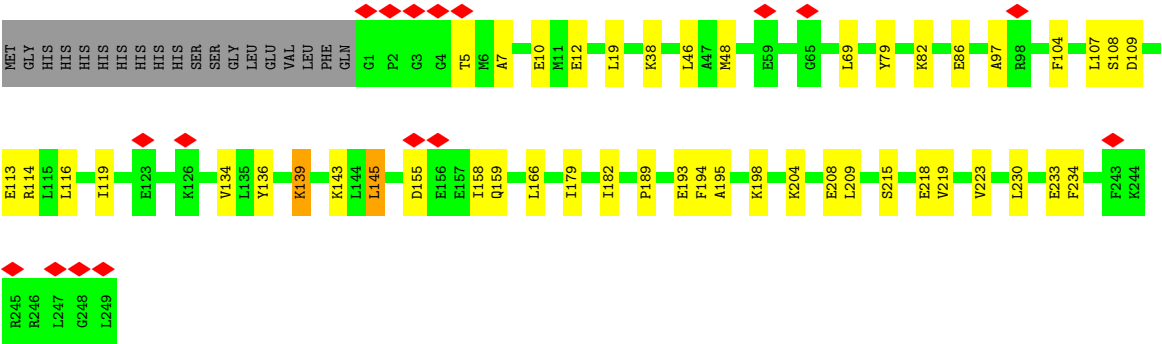 MET GLY HIS HIS HIS HIS HIS HIS HIS HIS SER SER GLY LEU GLU VAL LEU PHE GLN G1 P2 G3 G4 T5 M6 A7 E10 M11 E12 L19 K38 L46 A47 M48 E59 G65 L69 Y79 K82 E86 A97 R98 F104 L107 S108 D109
E113 R114 L115 L116 I119 E123 K126 V134 L135 Y136 K139 K143 L144 L145 D155 E156 E157 I158 Q159 L166 I179 I182 P189 E193 F194 A195 K198 K204 E208 L209 S215 E218 V219 V223 L230 E233 F234 F243 K244
R245 R246 L247 G248 L249